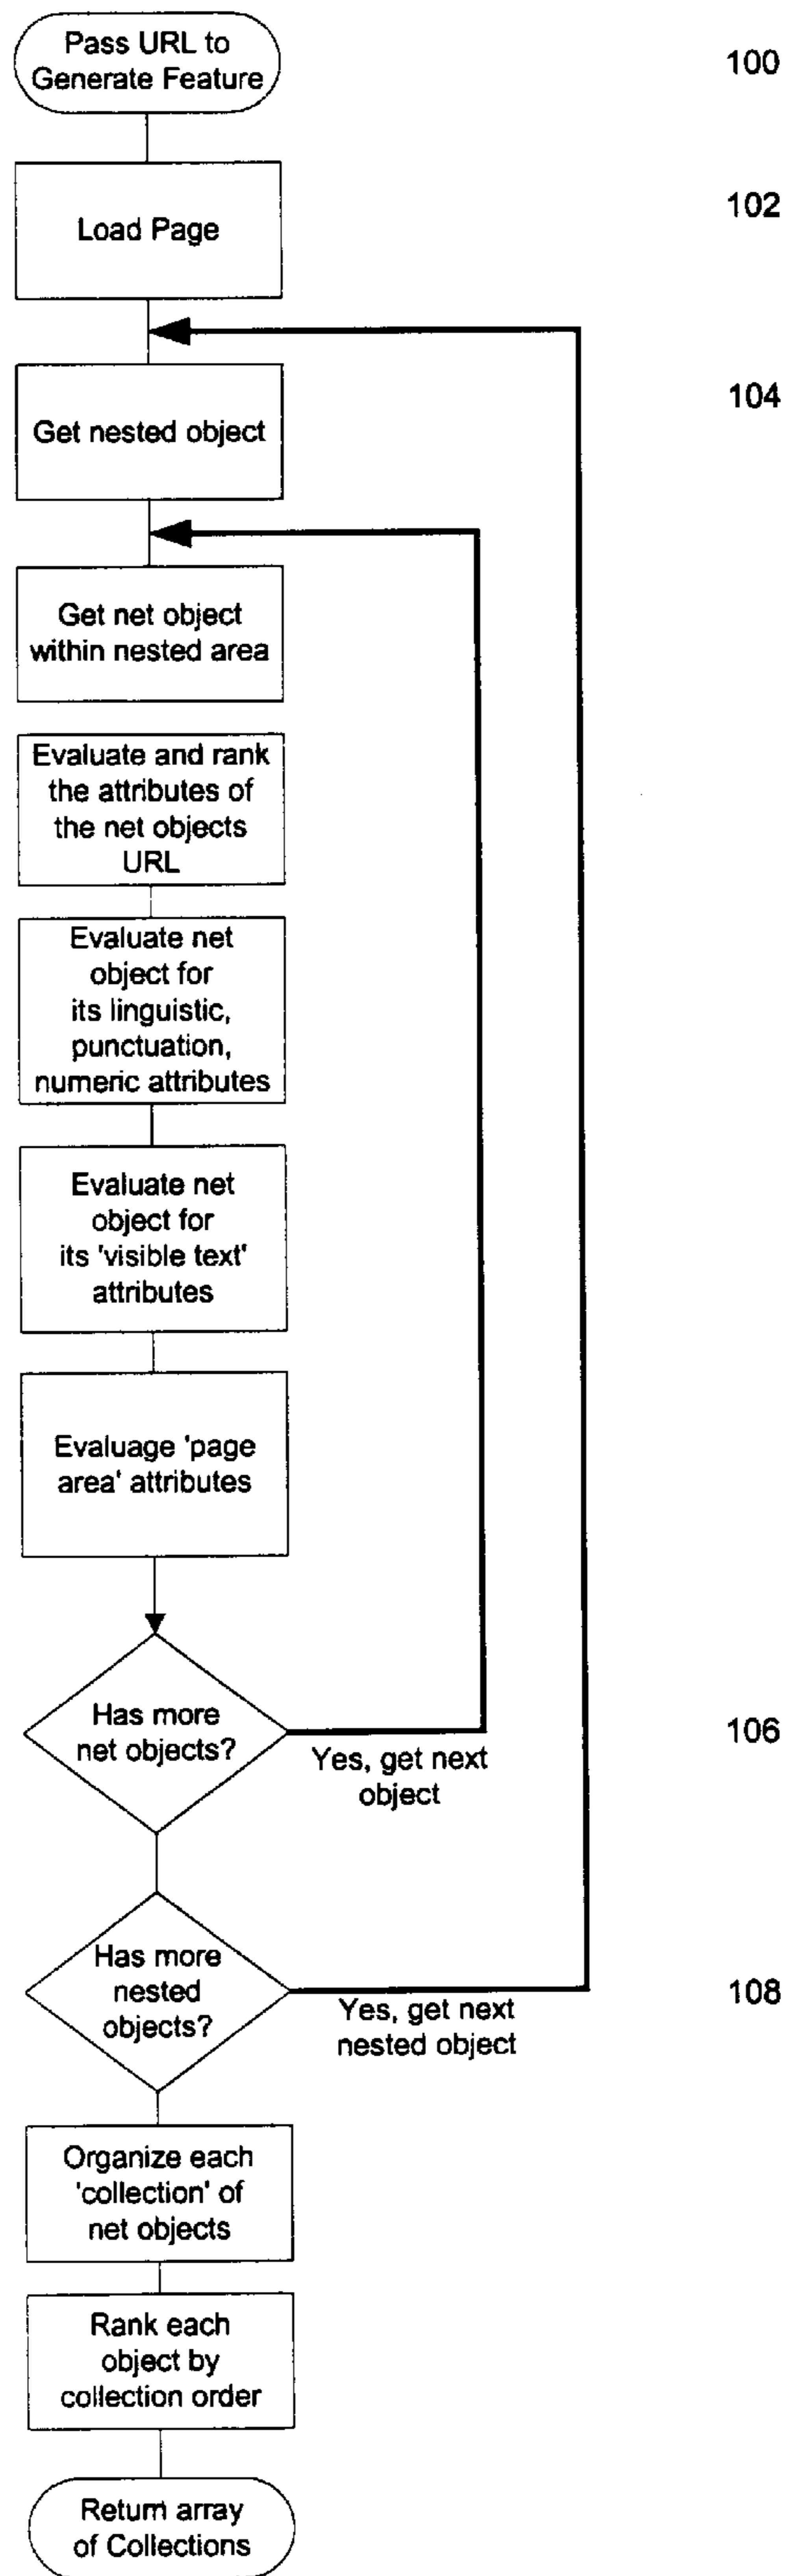 Pass URL to
Generate Feature
100
Load Page
102
Get nested object
104
Get net object
within nested area
Evaluate and rank
the attributes of
the net objects
URL
Evaluate net
object for
its linguistic,
punctuation,
numeric attributes
Evaluate net
object for
its 'visible text'
attributes
Evaluage 'page
area' attributes
Has more
net objects?
Yes, get next
object
106
Has more
nested
objects?
Yes, get next
nested object
108
Organize each
'collection' of
net objects
Rank each
object by
collection order
Return array
of Collections